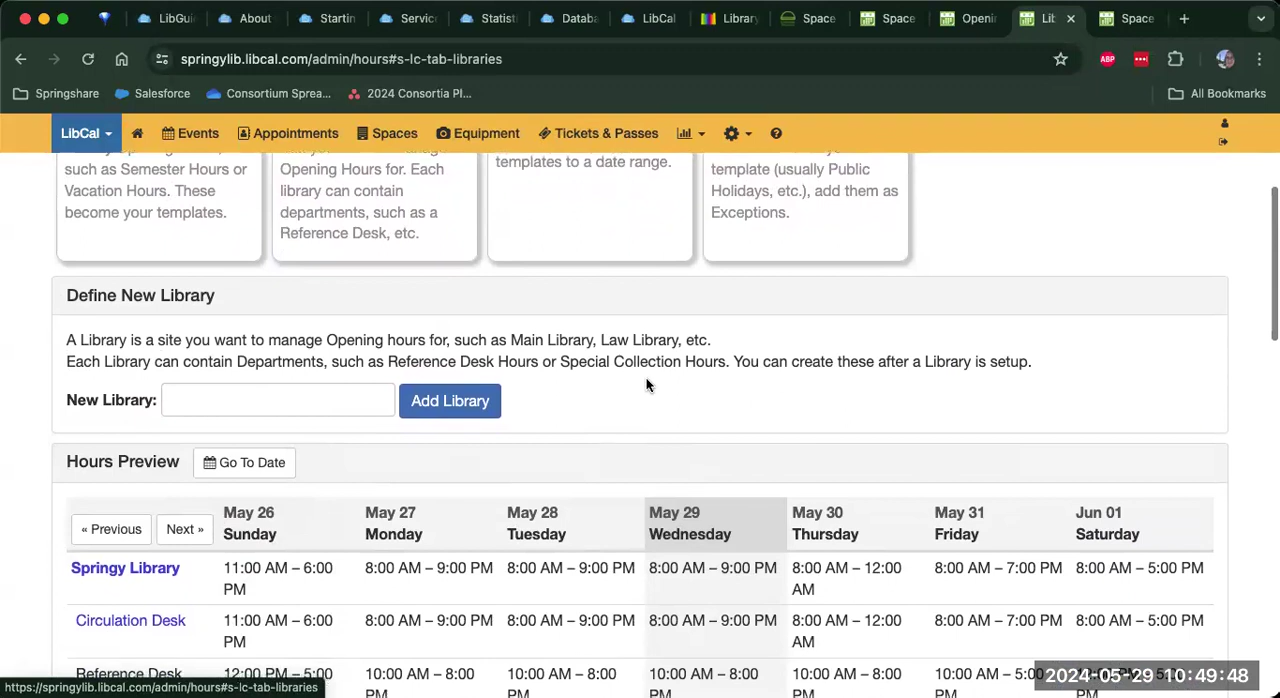 LibGui
About
Startin
Servic
Statist
Databa
LibCal
Library
Space
Space
Openi
Lib
Space
springylib.libcal.com/admin/hours#s-lc-tab-libraries
ABP
Springshare
Salesforce
Consortium Sprea...
2024 Consortia Pl...
All Bookmarks
LibCal
Events
Appointments
Spaces
Equipment
Tickets & Passes
such as Semester Hours or
Vacation Hours. These
become your templates.
Opening Hours for. Each
library can contain
departments, such as a
Reference Desk, etc.
templates to a date range.
template (usually Public
Holidays, etc.), add them as
Exceptions.
Define New Library
A Library is a site you want to manage Opening hours for, such as Main Library, Law Library, etc.
Each Library can contain Departments, such as Reference Desk Hours or Special Collection Hours. You can create these after a Library is setup.
New Library:
Add Library
Hours Preview
Go To Date
« Previous
Next »
May 26
Sunday
May 27
Monday
May 28
Tuesday
May 29
Wednesday
May 30
Thursday
May 31
Friday
Jun 01
Saturday
Springy Library
11:00 AM – 6:00
PM
8:00 AM – 9:00 PM
8:00 AM – 9:00 PM
8:00 AM – 9:00 PM
8:00 AM – 12:00
AM
8:00 AM – 7:00 PM
8:00 AM – 5:00 PM
Circulation Desk
11:00 AM – 6:00
PM
8:00 AM – 9:00 PM
8:00 AM – 9:00 PM
8:00 AM – 9:00 PM
8:00 AM – 12:00
AM
8:00 AM – 7:00 PM
8:00 AM – 5:00 PM
Reference Desk
12:00 PM – 5:00
PM
10:00 AM – 8:00
PM
10:00 AM – 8:00
PM
10:00 AM – 8:00
PM
10:00 AM – 8:00
PM
10:00 AM – 5:00
PM
https://springylib.libcal.com/admin/hours#s-lc-tab-libraries
2024-05-29 10:49:48